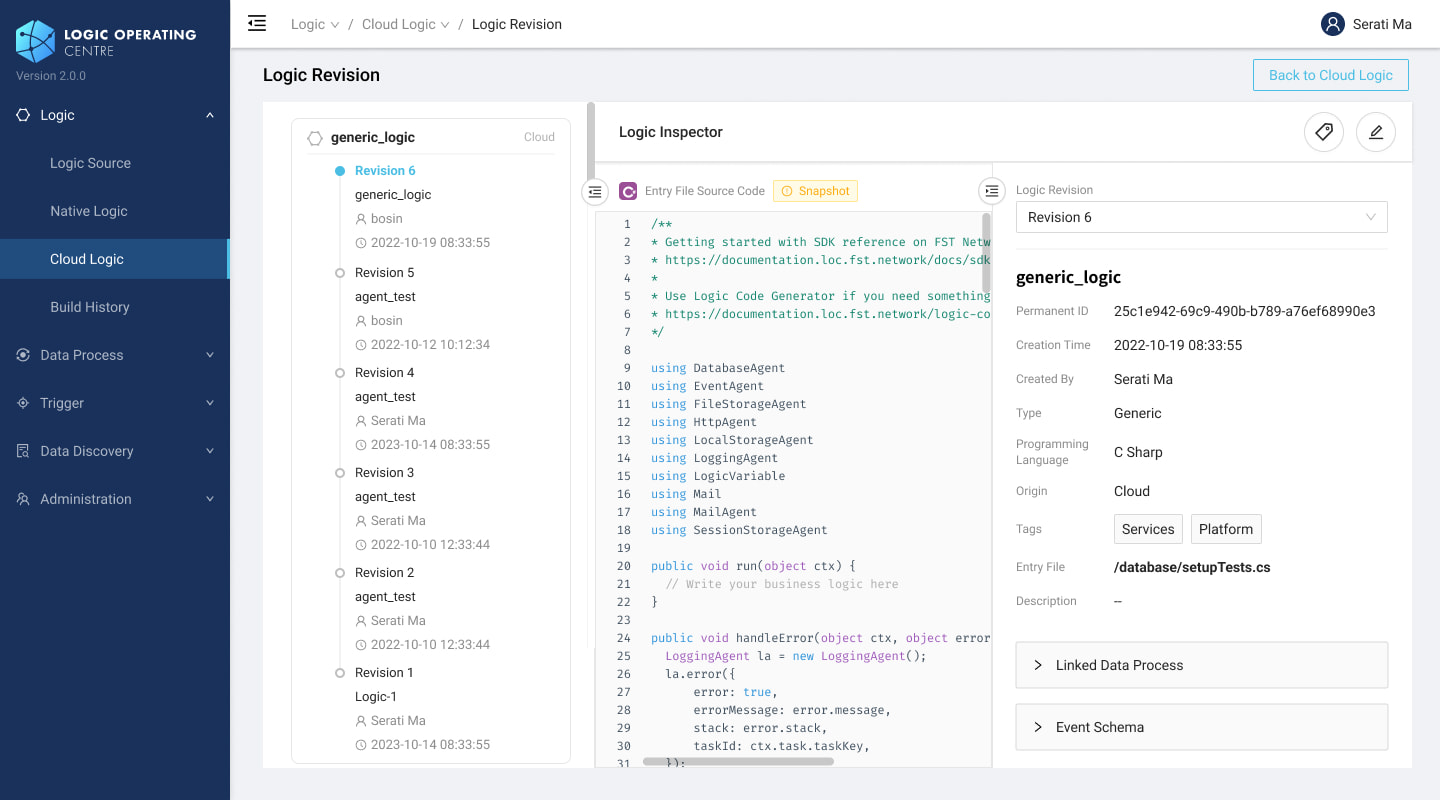 LOGIC OPERATING
CENTRE
Version 2.0.0
Logic
Logic Source
Native Logic
Cloud Logic
Build History
Data Process
Trigger
Data Discovery
Administration
Logic / Cloud Logic / Logic Revision
Serati Ma
Logic Revision
Back to Cloud Logic
generic_logic Cloud
Revision 6
generic_logic
bosin
2022-10-19 08:33:55
Revision 5
agent_test
bosin
2022-10-12 10:12:34
Revision 4
agent_test
Serati Ma
2023-10-14 08:33:55
Revision 3
agent_test
Serati Ma
2022-10-10 12:33:44
Revision 2
agent_test
Serati Ma
2022-10-10 12:33:44
Revision 1
Logic-1
Serati Ma
2023-10-14 08:33:55
Logic Inspector
Entry File Source Code Snapshot
1 /**
2 * Getting started with SDK reference on FST Netw
3 * https://documentation.loc.fst.network/docs/sdk
4 *
5 * Use Logic Code Generator if you need something
6 * https://documentation.loc.fst.network/logic-co
7 */
8
9 using DatabaseAgent
10 using EventAgent
11 using FileStorageAgent
12 using HttpAgent
13 using LocalStorageAgent
14 using LoggingAgent
15 using LogicVariable
16 using Mail
17 using MailAgent
18 using SessionStorageAgent
19
20 public void run(object ctx) {
21 // Write your business logic here
22 }
23
24 public void handleError(object ctx, object error
25 LoggingAgent la = new LoggingAgent();
26 la.error({
27 error: true,
28 errorMessage: error.message,
29 stack: error.stack,
30 taskId: ctx.task.taskKey,
31 });
Logic Revision
Revision 6
generic_logic
Permanent ID 25c1e942-69c9-490b-b789-a76ef68990e3
Creation Time 2022-10-19 08:33:55
Created By Serati Ma
Type Generic
Programming
Language C Sharp
Origin Cloud
Tags Services Platform
Entry File /database/setupTests.cs
Description --
Linked Data Process
Event Schema